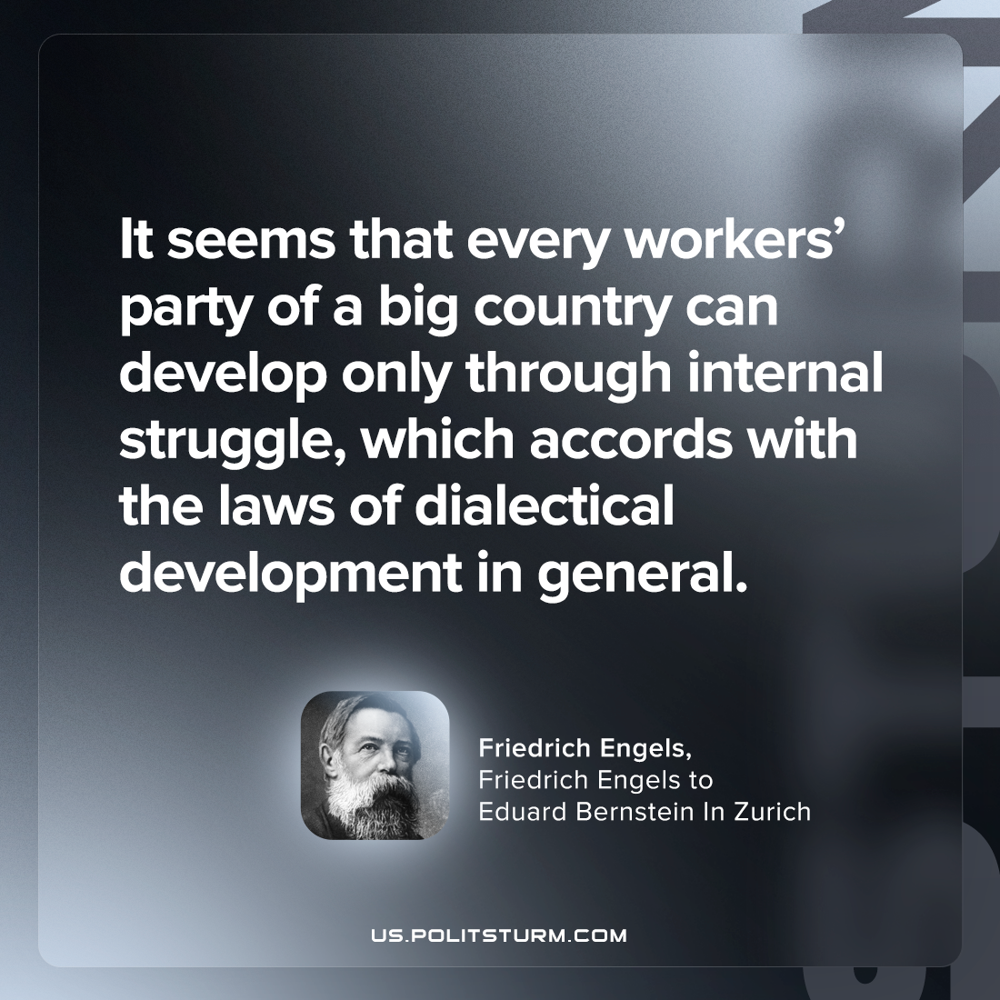 It seems that every workers’
party of a big country can
develop only through internal
struggle, which accords with
the laws of dialectical
development in general.
Friedrich Engels,
Friedrich Engels to
Eduard Bernstein In Zurich
US.POLITSTURM.COM